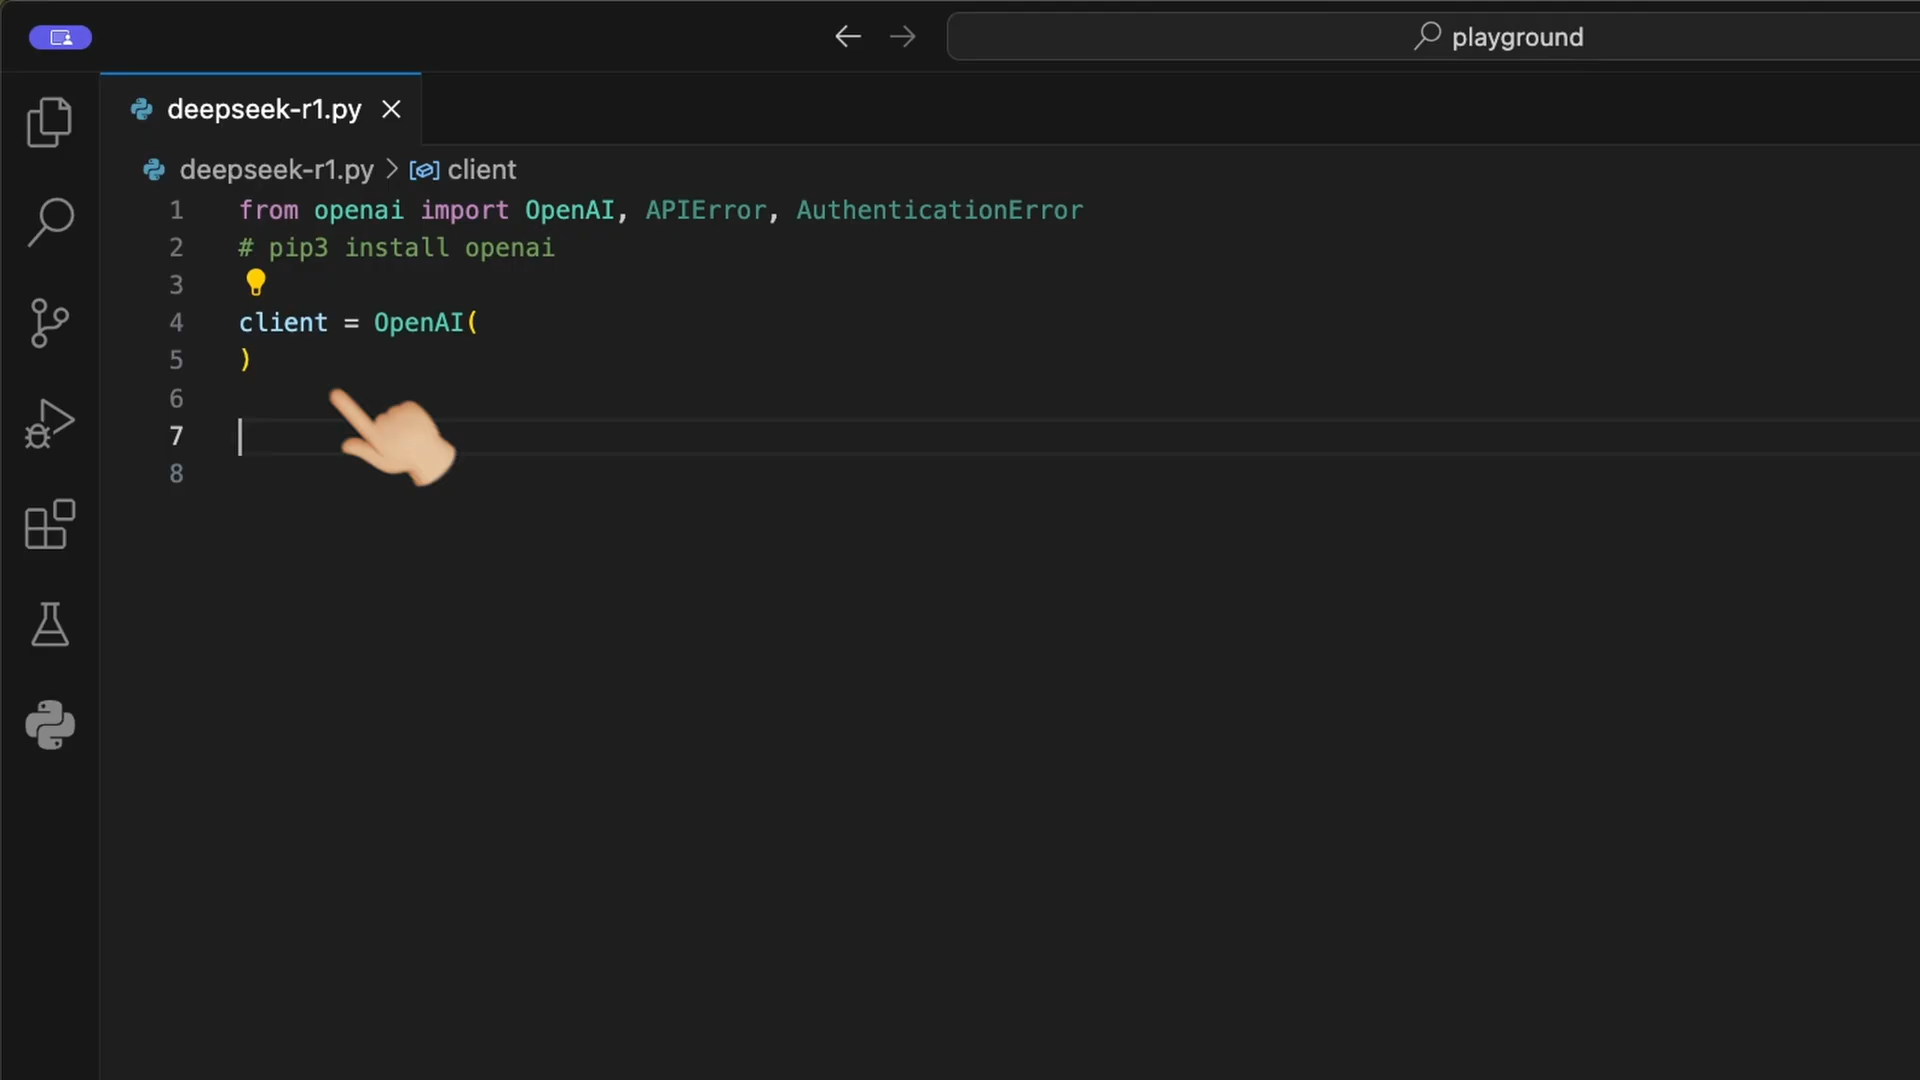 playground
deepseek-r1.py
deepseek-r1.py > client
1 from openai import OpenAI, APIError, AuthenticationError
2 # pip3 install openai
3
4 client = OpenAI(
5 )
6
7
8